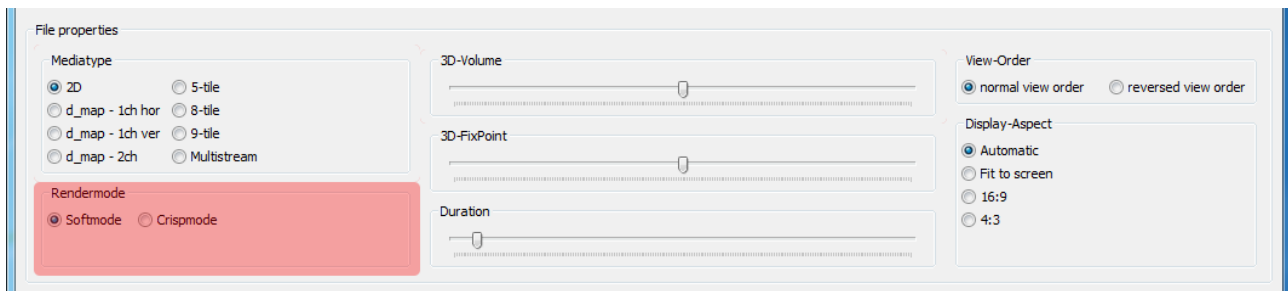 File properties
Mediatype
2D
5-tile
d_map - 1ch hor
8-tile
d_map - 1ch ver
9-tile
d_map - 2ch
Multistream
Rendermode
Softmode
Crispmode
3D-Volume
3D-FixPoint
Duration
View-Order
normal view order
reversed view order
Display-Aspect
Automatic
Fit to screen
16:9
4:3